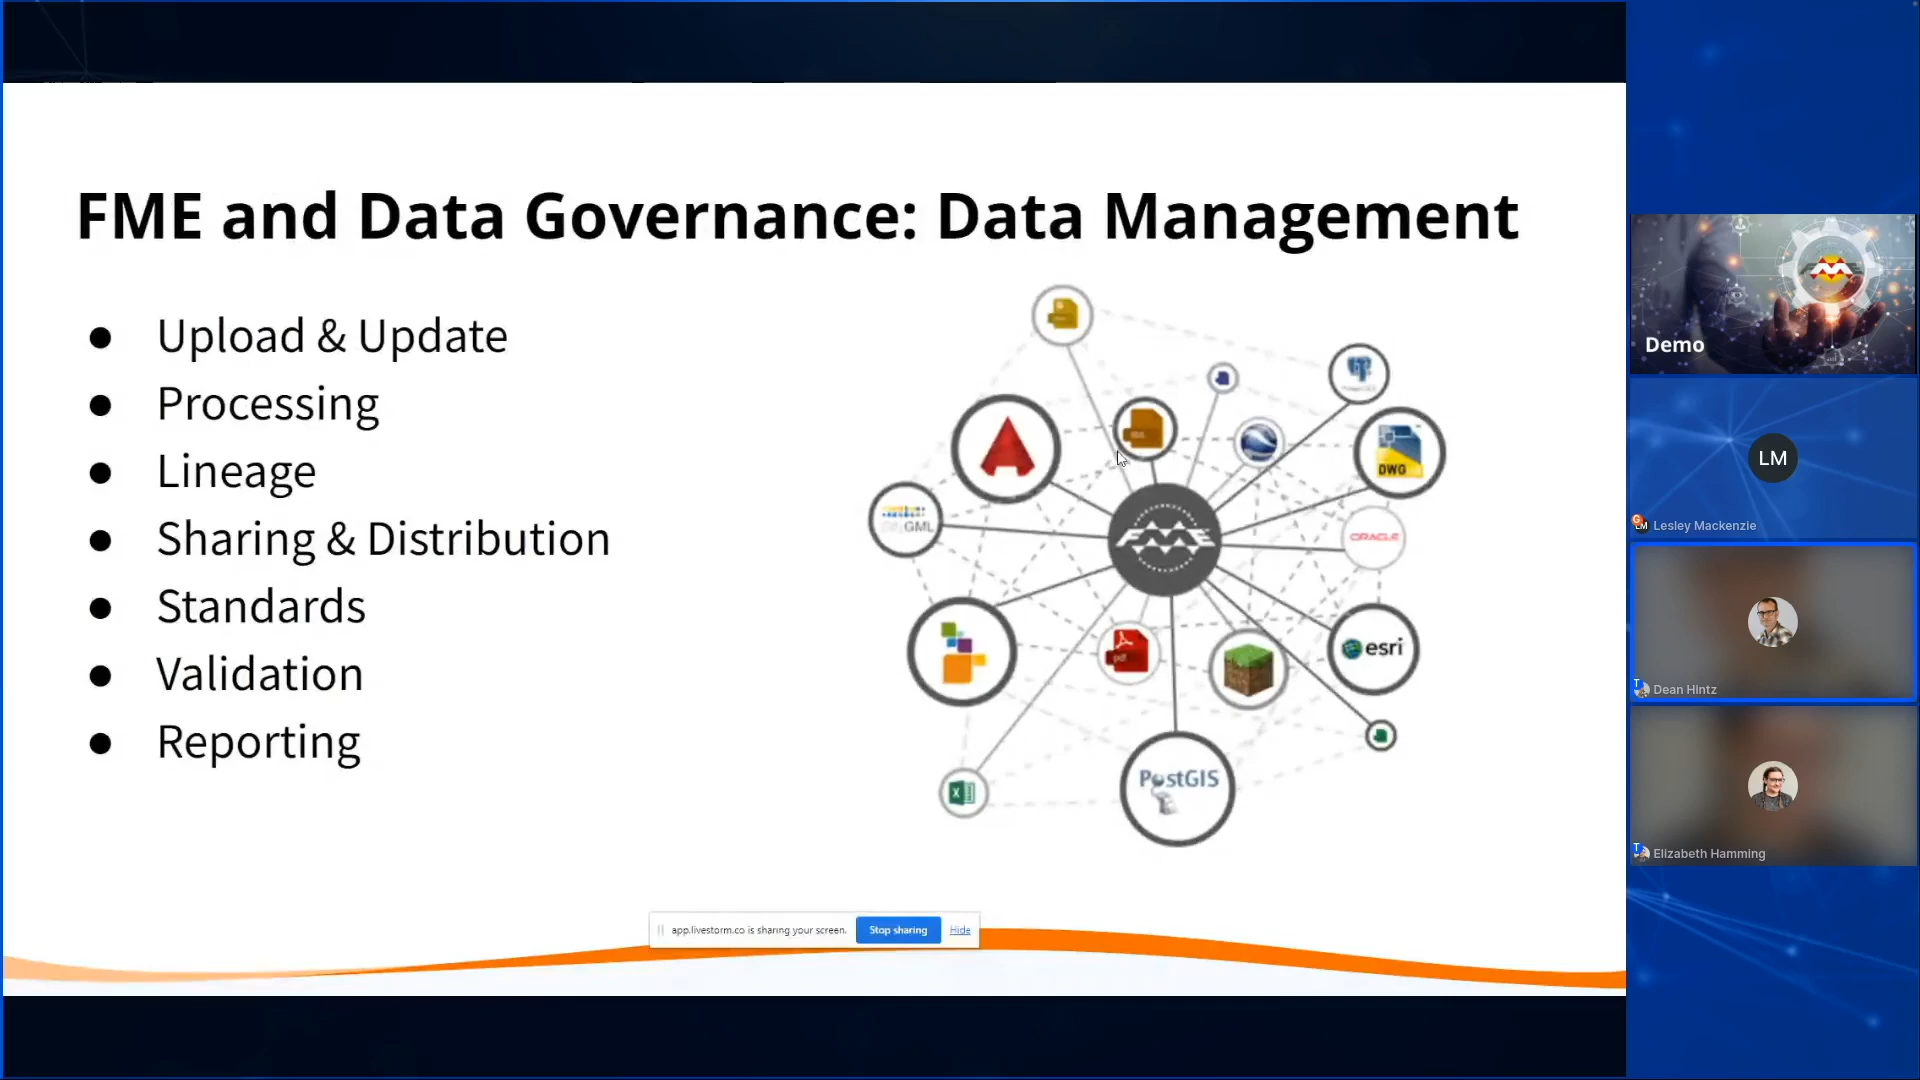 FME and Data Governance: Data Management
● Upload & Update
● Processing
● Lineage
● Sharing & Distribution
● Standards
● Validation
● Reporting
DWG
GML
ORACLE
FME
esri
pdf
PostGIS
app.livestorm.co is sharing your screen.
Stop sharing
Hide
Demo
LM
Lesley Mackenzie
Dean Hintz
Elizabeth Hamming